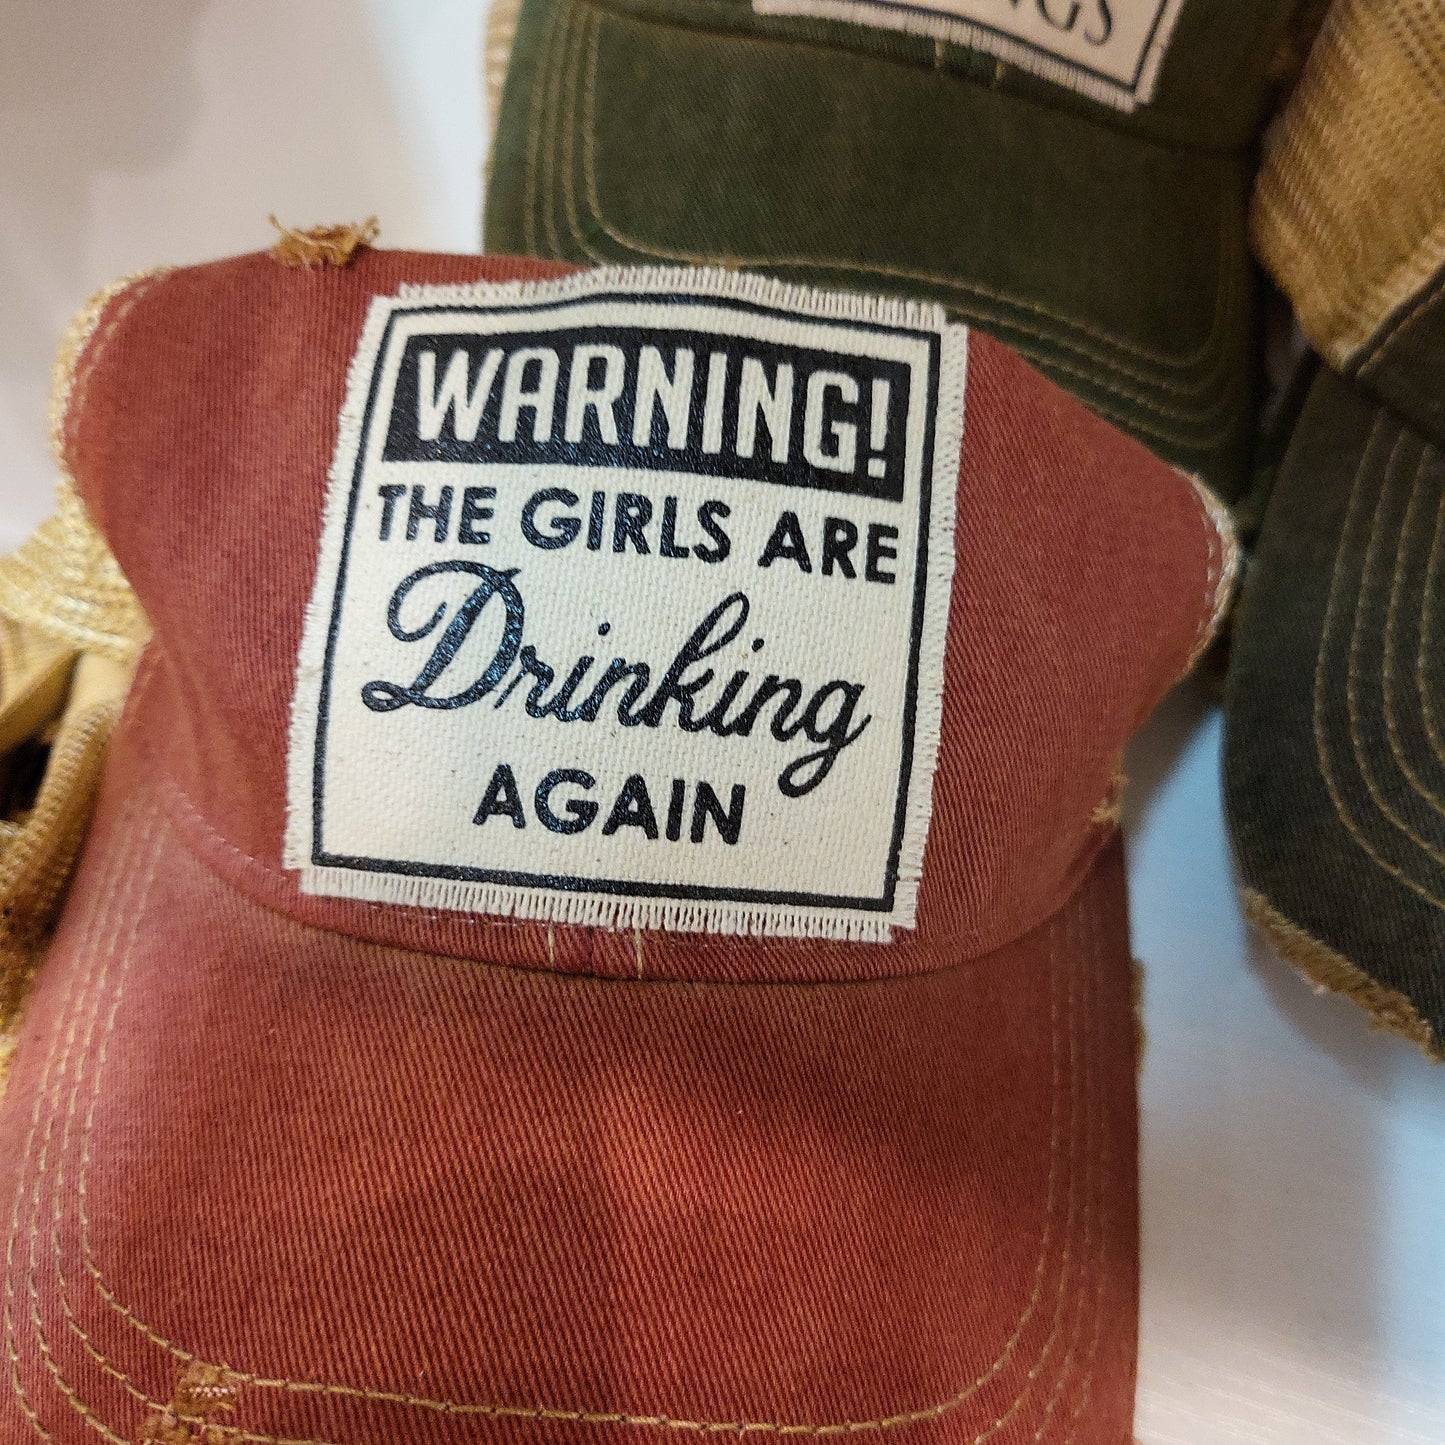 WARNING!
THE GIRLS ARE
Drinking
AGAIN